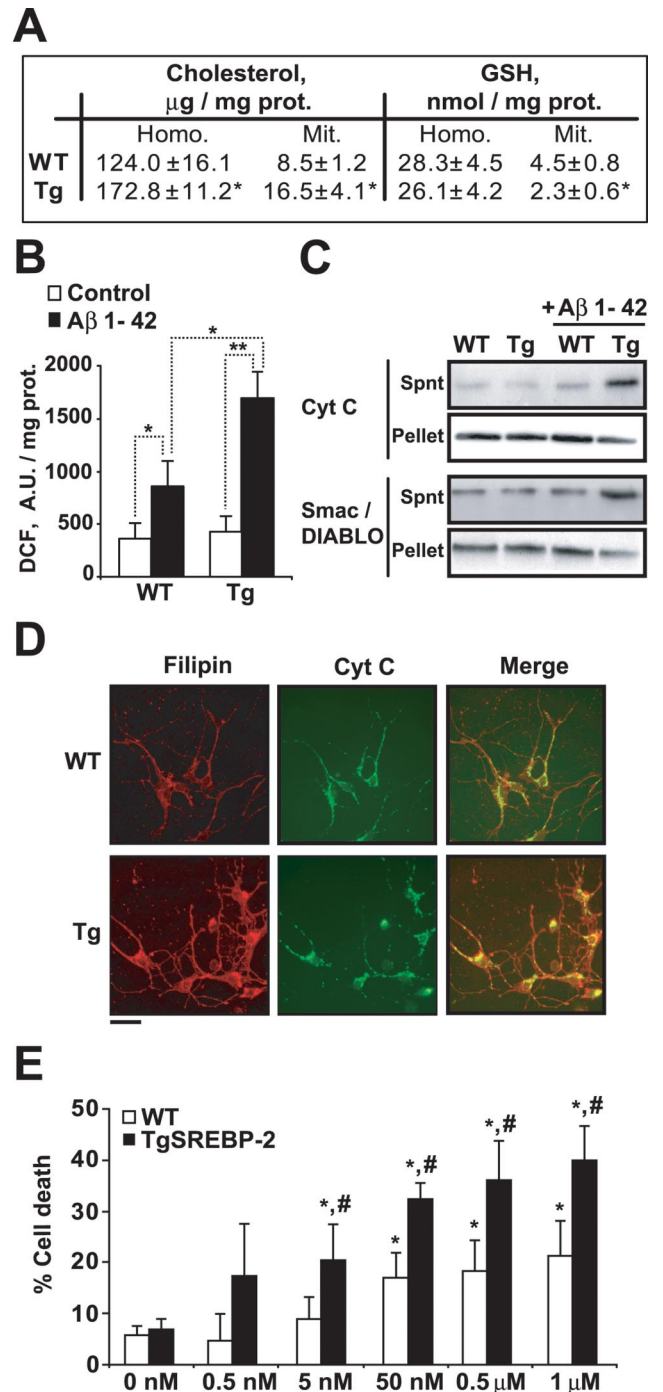 A
Cholesterol, μg / mg prot. GSH, nmol / mg prot.
Homo. Mit. Homo. Mit.
WT 124.0 ±16.1 8.5±1.2 28.3±4.5 4.5±0.8
Tg 172.8 ±11.2* 16.5±4.1* 26.1±4.2 2.3±0.6*
B
Control
Aβ 1- 42
DCF, A.U. / mg prot.
2000
1500
1000
500
0
* ** *
WT Tg
C
+Aβ 1- 42
WT Tg WT Tg
Cyt C
Spnt
Pellet
Smac / DIABLO
Spnt
Pellet
D
Filipin Cyt C Merge
WT
Tg
E
WT
TgSREBP-2
% Cell death
50
40
30
20
10
0
*,# *,# * *,# * *,# *
0 nM 0.5 nM 5 nM 50 nM 0.5 μM 1 μM